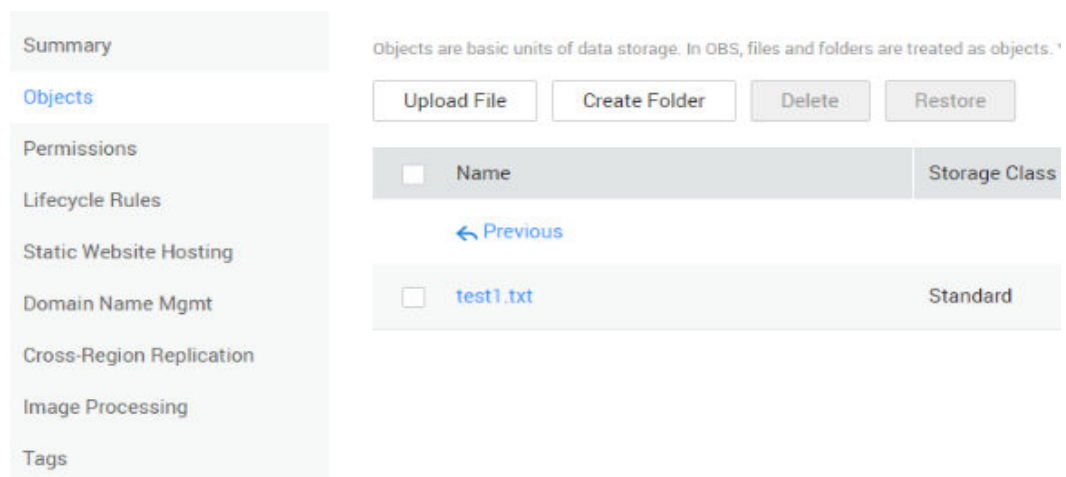 Summary
Objects
Permissions
Lifecycle Rules
Static Website Hosting
Domain Name Mgmt
Cross-Region Replication
Image Processing
Tags
Objects are basic units of data storage. In OBS, files and folders are treated as objects.
Upload File Create Folder Delete Restore
Name Storage Class
Previous
test1.txt Standard